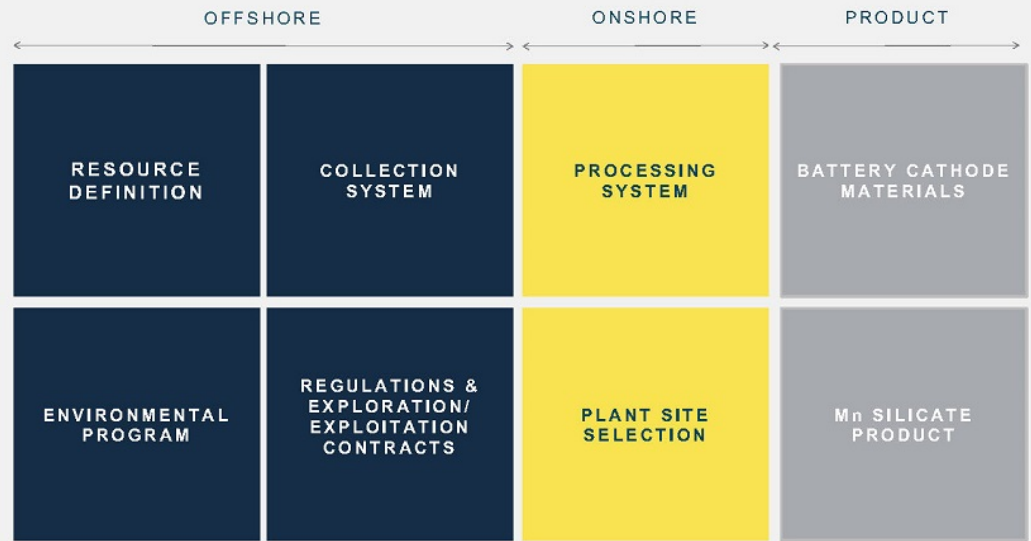 OFFSHORE
ONSHORE
PRODUCT
RESOURCE
DEFINITION
COLLECTION
SYSTEM
PROCESSING
SYSTEM
BATTERY CATHODE
MATERIALS
ENVIRONMENTAL
PROGRAM
REGULATIONS &
EXPLORATION/
EXPLOITATION
CONTRACTS
PLANT SITE
SELECTION
Mn SILICATE
PRODUCT